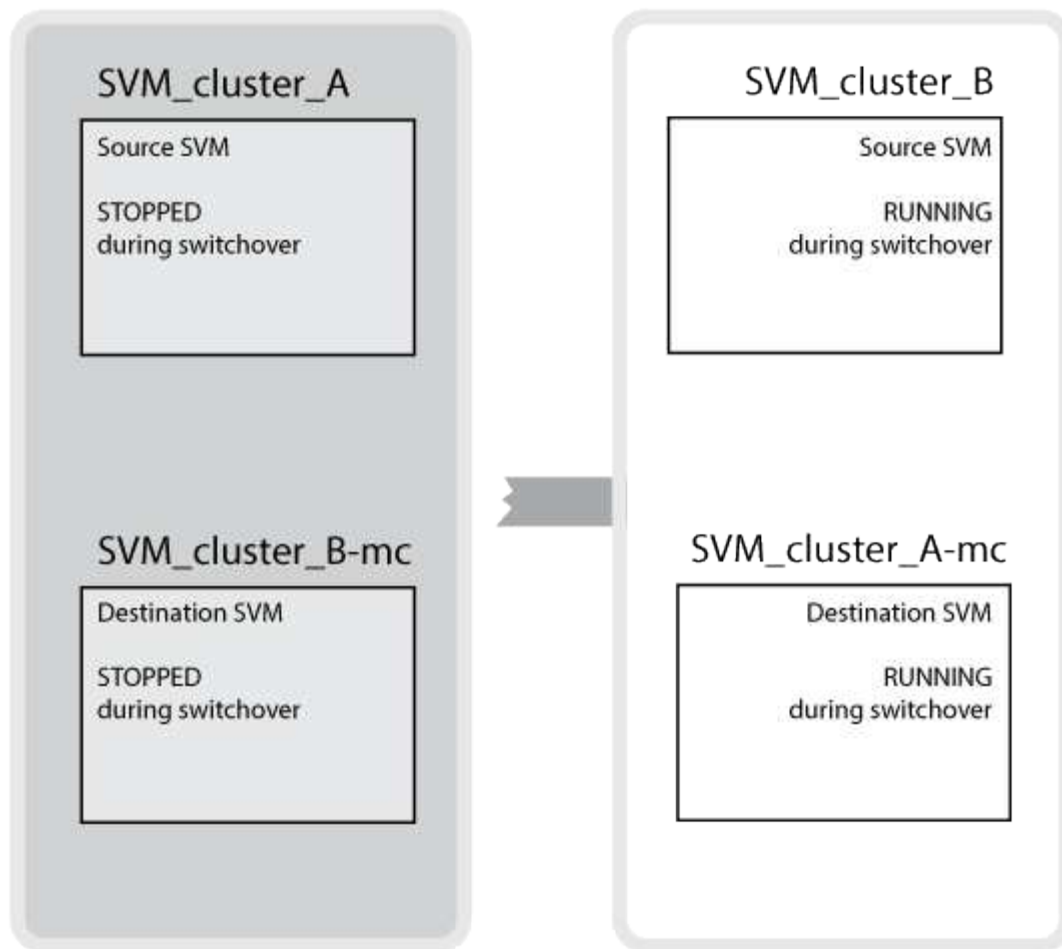 SVM_cluster_A
Source SVM
STOPPED
during switchover
SVM_cluster_B-mc
Destination SVM
STOPPED
during switchover
SVM_cluster_B
Source SVM
RUNNING
during switchover
SVM_cluster_A-mc
Destination SVM
RUNNING
during switchover